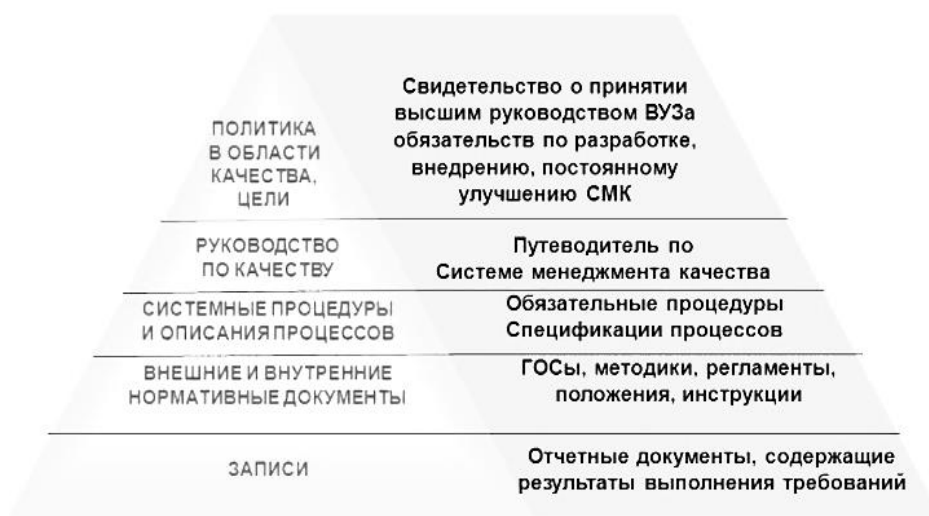 ПОЛИТИКА
В ОБЛАСТИ
КАЧЕСТВА,
ЦЕЛИ
Свидетельство о принятии
высшим руководством ВУЗа
обязательств по разработке,
внедрению, постоянному
улучшению СМК
РУКОВОДСТВО
ПО КАЧЕСТВУ
Путеводитель по
Системе менеджмента качества
СИСТЕМНЫЕ ПРОЦЕДУРЫ
И ОПИСАНИЯ ПРОЦЕССОВ
Обязательные процедуры
Спецификации процессов
ВНЕШНИЕ И ВНУТРЕННИЕ
НОРМАТИВНЫЕ ДОКУМЕНТЫ
ГОСы, методики, регламенты,
положения, инструкции
ЗАПИСИ
Отчетные документы, содержащие
результаты выполнения требований